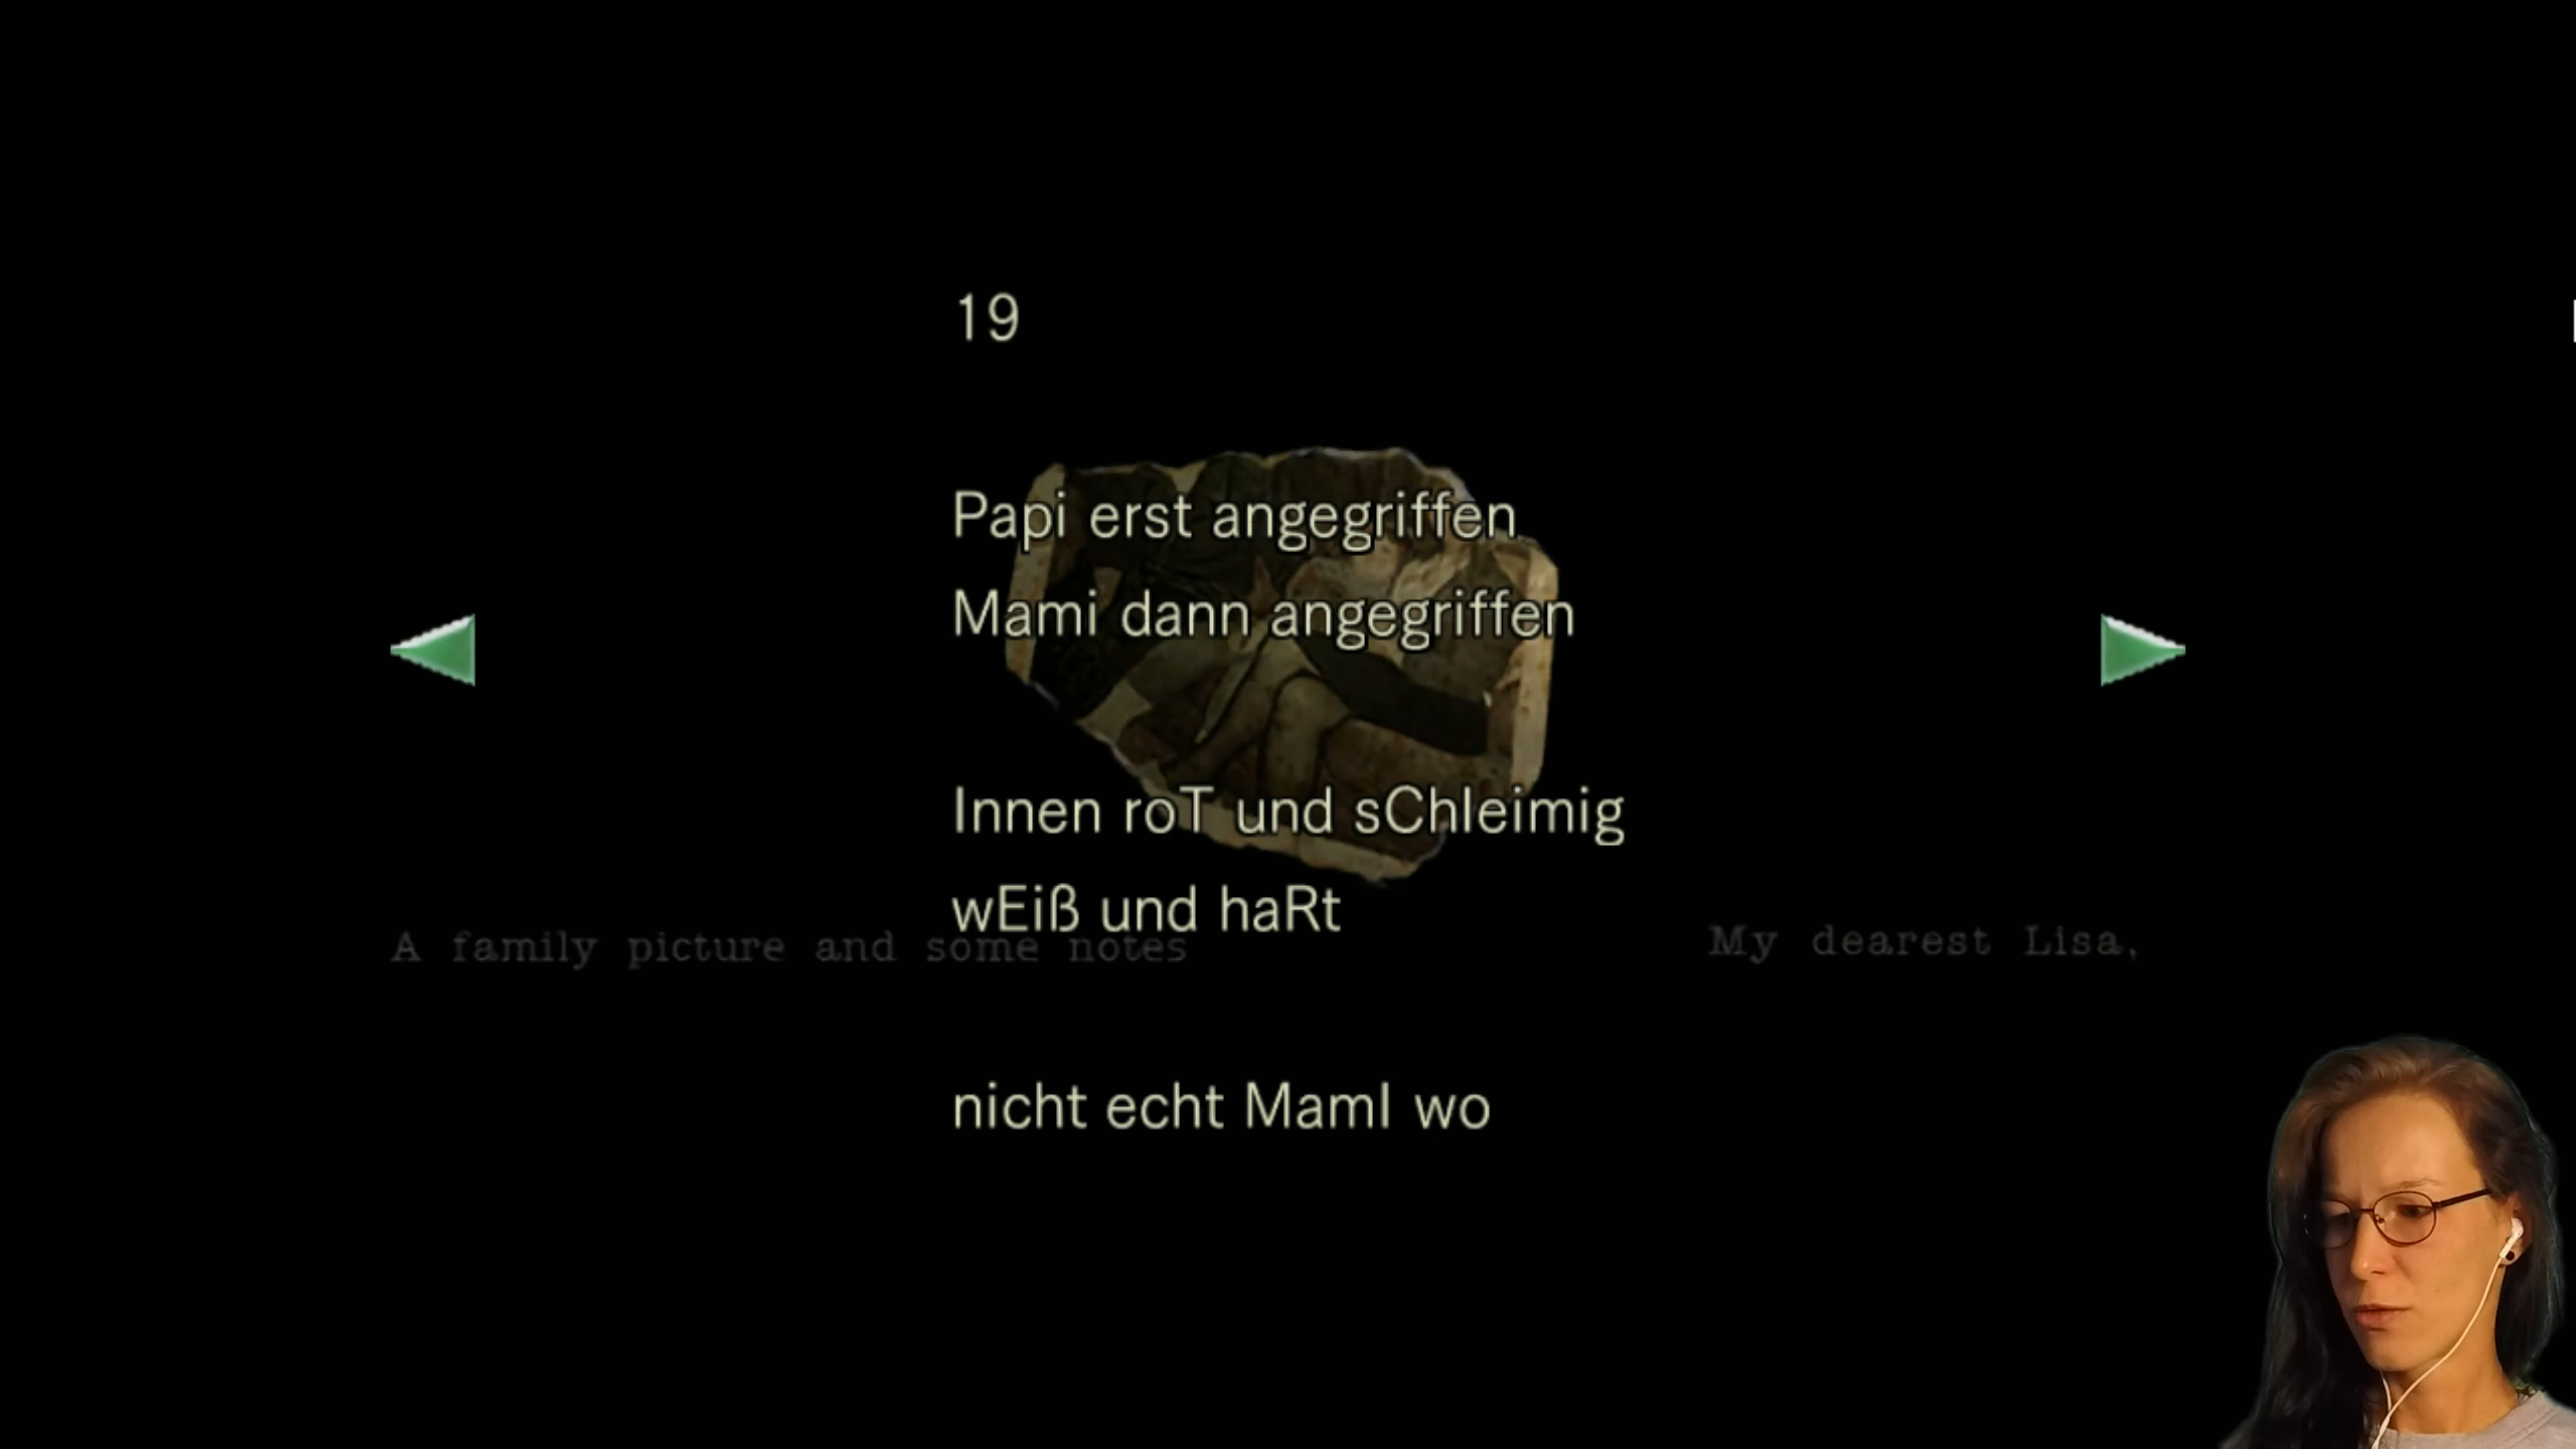 19
Papi erst angegriffen
Mami dann angegriffen
Innen roT und sChleimig
wEiß und haRt
A family picture and some notes
My dearest Lisa,
nicht echt MamI wo